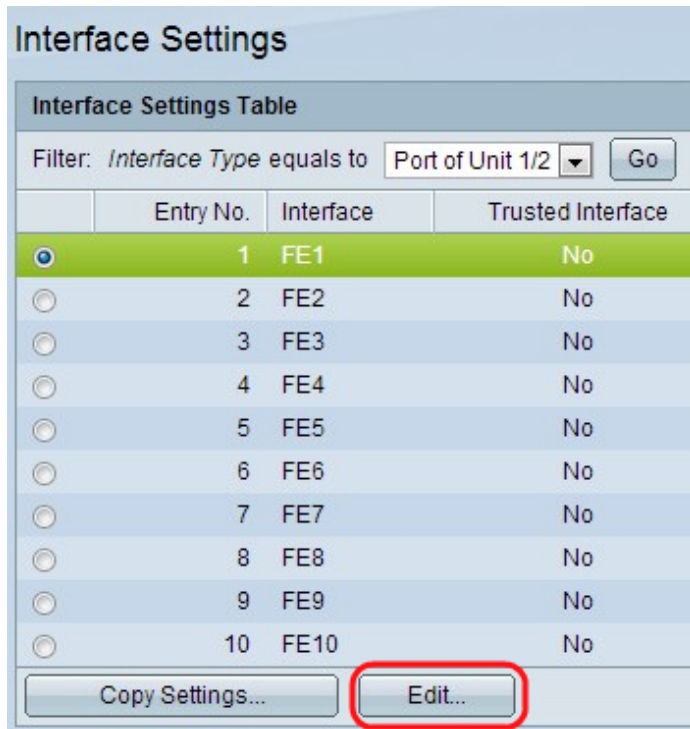 Interface Settings
Interface Settings Table
Filter: Interface Type equals to Port of Unit 1/2 Go
Entry No. Interface Trusted Interface
1 FE1 No
2 FE2 No
3 FE3 No
4 FE4 No
5 FE5 No
6 FE6 No
7 FE7 No
8 FE8 No
9 FE9 No
10 FE10 No
Copy Settings... Edit...